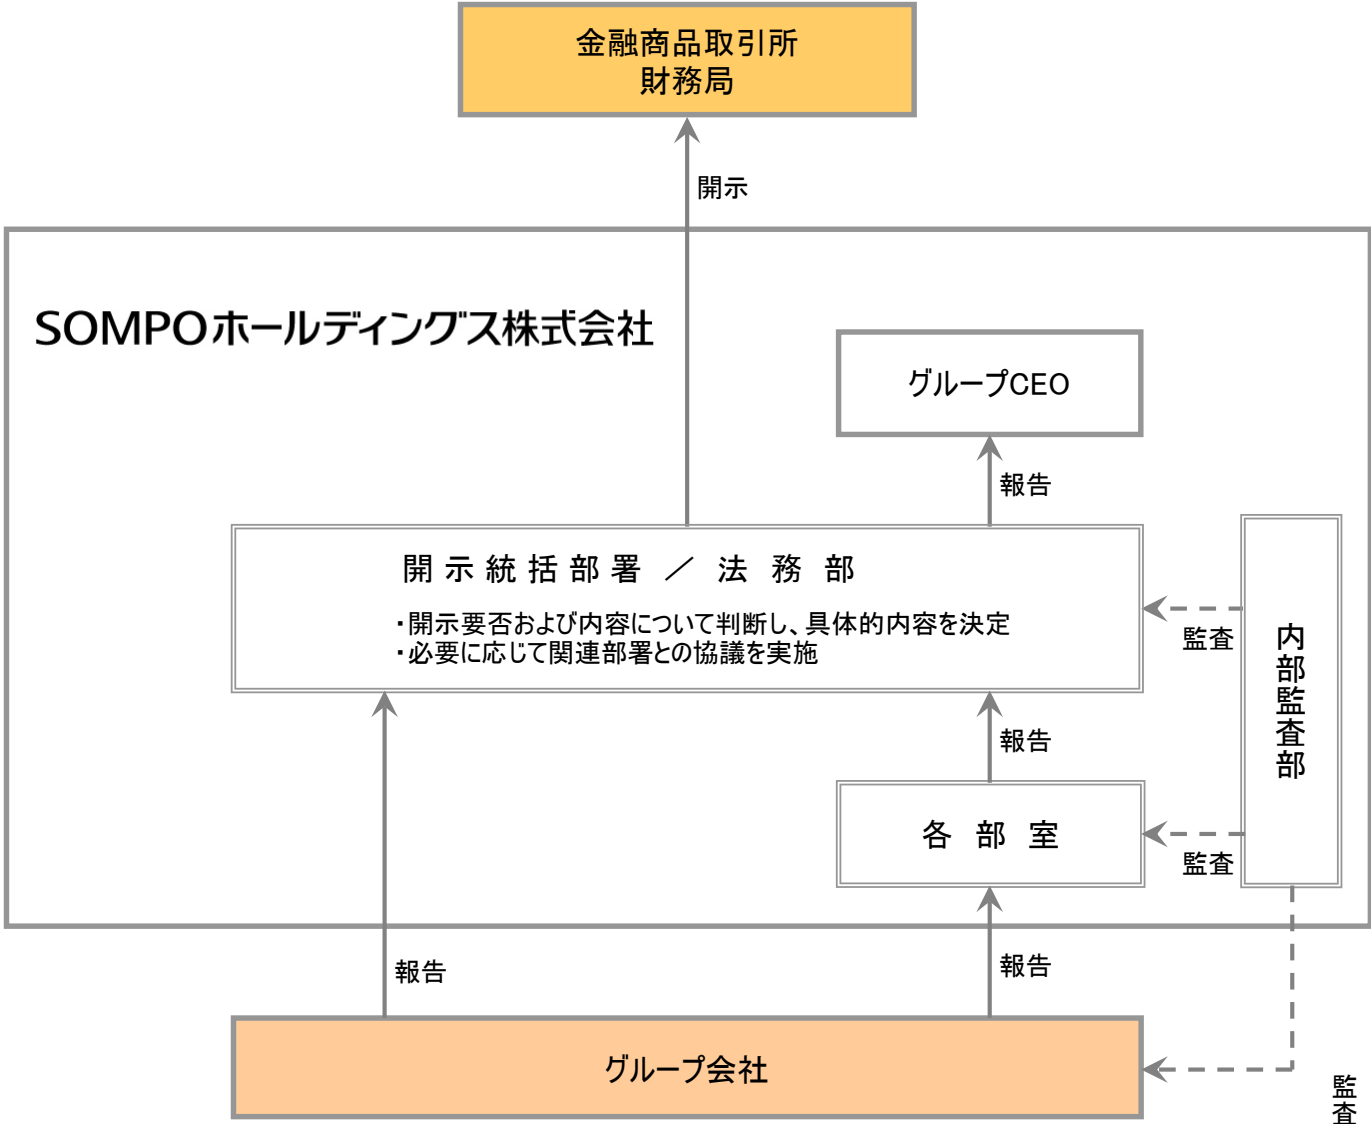 金融商品取引所
財務局
開示
SOMPOホールディングス株式会社
グループCEO
報告
開示統括部署 ／ 法務部
・開示要否および内容について判断し、具体的内容を決定
・必要に応じて関連部署との協議を実施
監査
内部監査部
報告
各部室
監査
報告
報告
グループ会社
監査